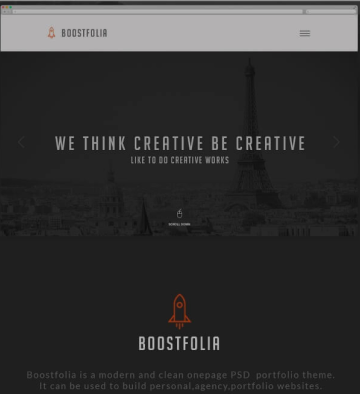 BOOSTFOLIA
WE THINK CREATIVE BE CREATIVE
LIKE TO DO CREATIVE WORKS
SCROLL DOWN
BOOSTFOLIA
Boostfolia is a modern and clean onepage PSD portfolio theme.
It can be used to build personal,agency,portfolio websites.